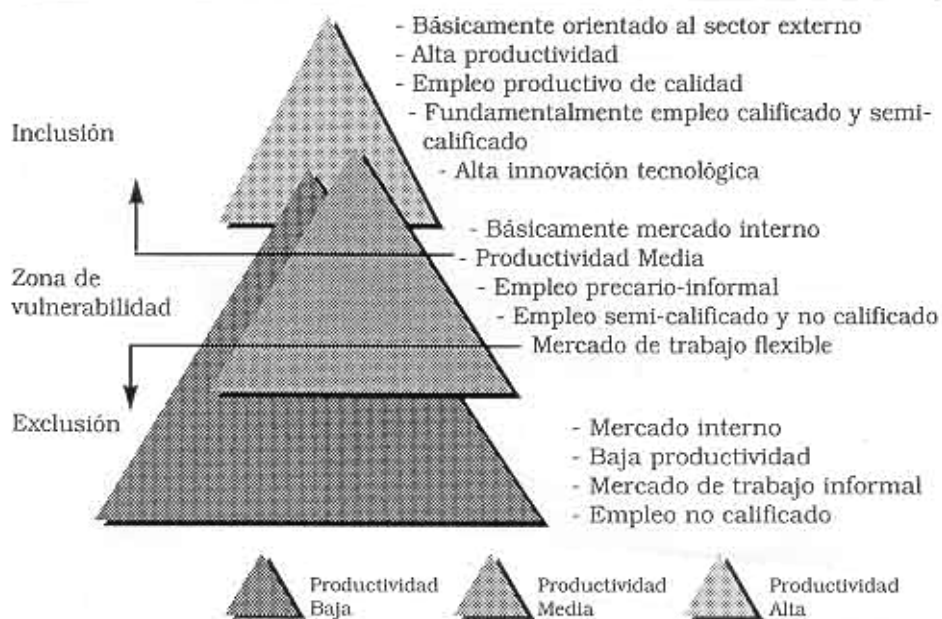 - Básicamente orientado al sector externo
- Alta productividad
- Empleo productivo de calidad
- Fundamentalmente empleo calificado y semi-
calificado
- Alta innovación tecnológica
Inclusión
- Básicamente mercado interno
- Productividad Media
- Empleo precario-informal
- Empleo semi-calificado y no calificado
Mercado de trabajo flexible
Zona de
vulnerabilidad
Exclusión
- Mercado interno
- Baja productividad
- Mercado de trabajo informal
- Empleo no calificado
Productividad
Baja
Productividad
Media
Productividad
Alta